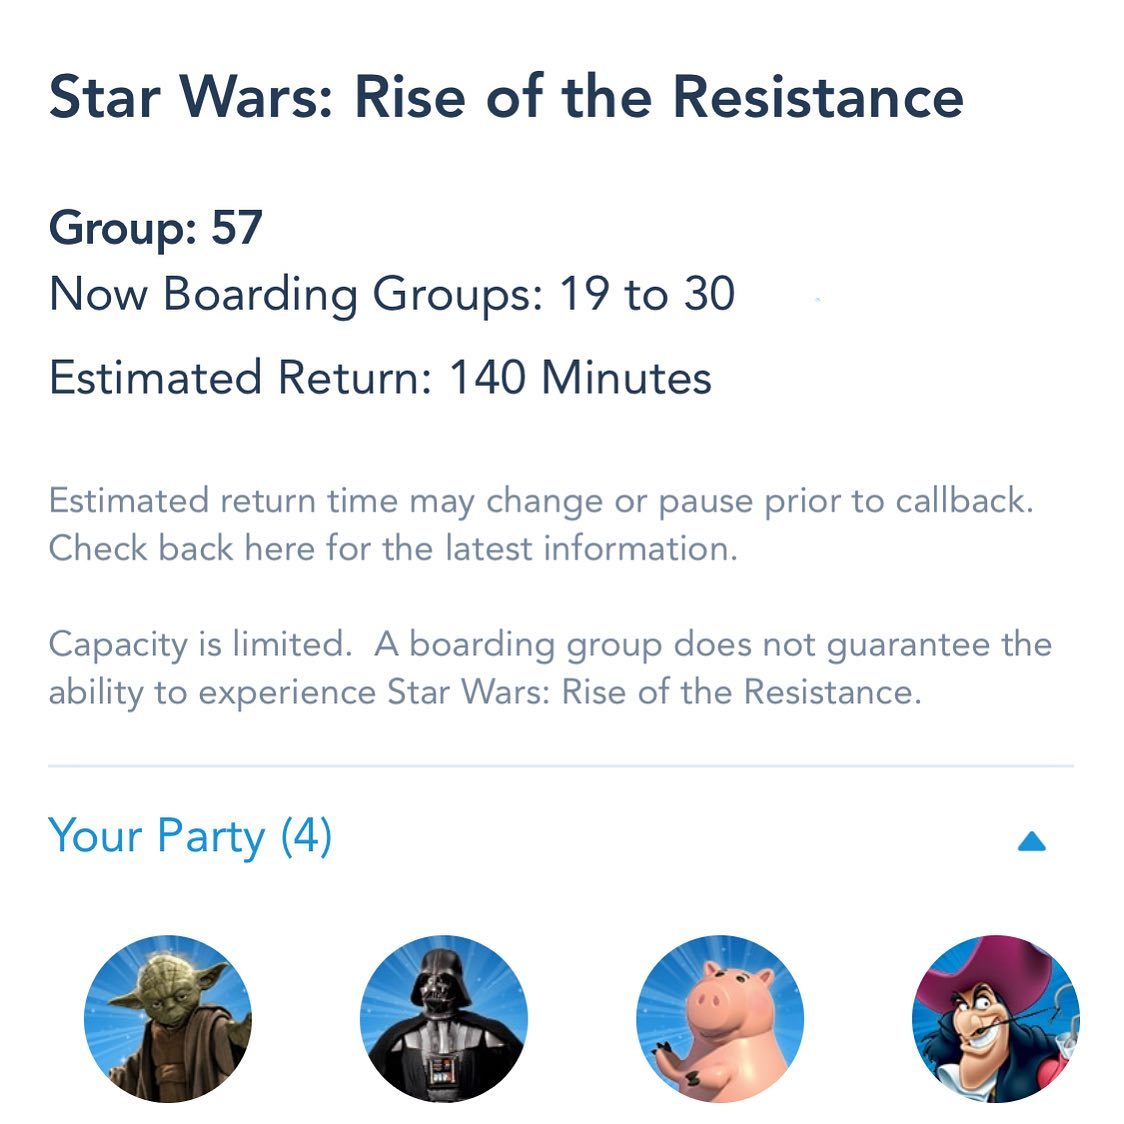 Star Wars: Rise of the Resistance
Group: 57
Now Boarding Groups: 19 to 30
Estimated Return: 140 Minutes
Estimated return time may change or pause prior to callback.
Check back here for the latest information.
Capacity is limited.  A boarding group does not guarantee the
ability to experience Star Wars: Rise of the Resistance.
Your Party (4)